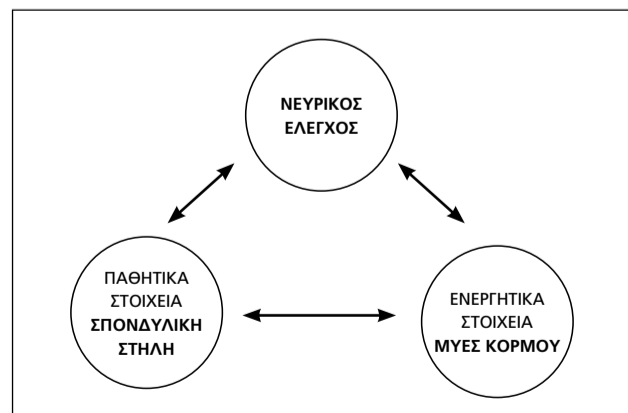 ΝΕΥΡΙΚΟΣ
ΕΛΕΓΧΟΣ
ΠΑΘΗΤΙΚΑ
ΣΤΟΙΧΕΙΑ
ΣΠΟΝΔΥΛΙΚΗ
ΣΤΗΛΗ
ΕΝΕΡΓΗΤΙΚΑ
ΣΤΟΙΧΕΙΑ
ΜΥΕΣ ΚΟΡΜΟΥ